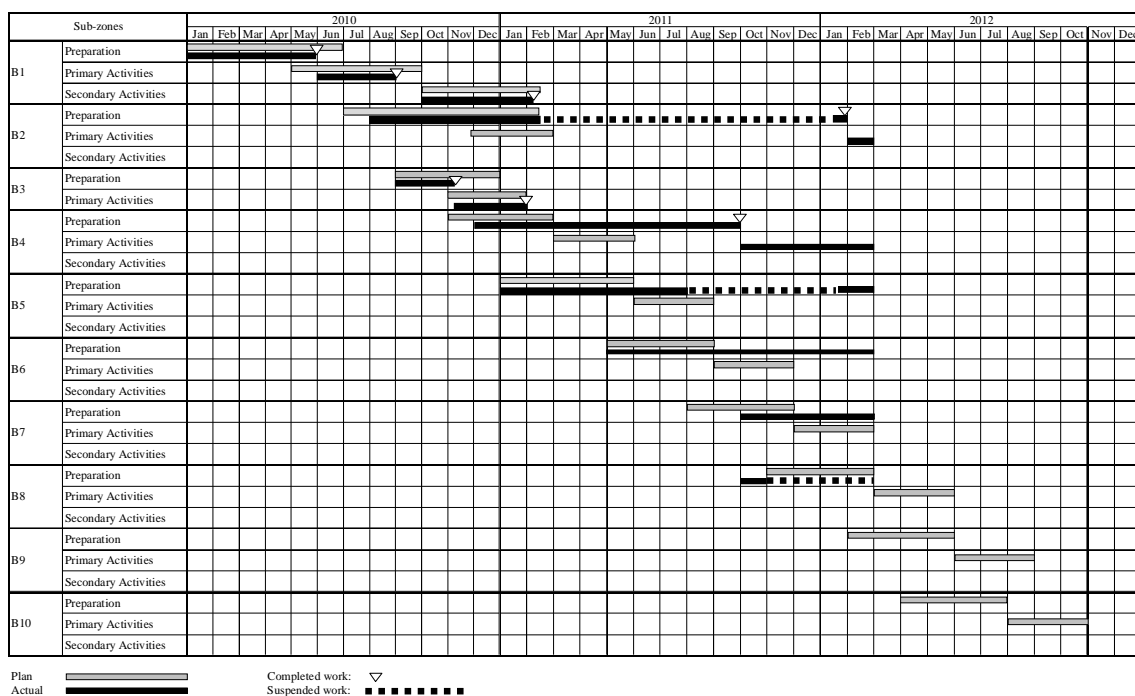 Sub-zones 2010 2011 2012
Jan Feb Mar Apr May Jun Jul Aug Sep Oct Nov Dec Jan Feb Mar Apr May Jun Jul Aug Sep Oct Nov Dec Jan Feb Mar Apr May Jun Jul Aug Sep Oct Nov Dec
B1 Preparation
Primary Activities
Secondary Activities
B2 Preparation
Primary Activities
Secondary Activities
B3 Preparation
Primary Activities
B4 Preparation
Primary Activities
Secondary Activities
B5 Preparation
Primary Activities
Secondary Activities
B6 Preparation
Primary Activities
Secondary Activities
B7 Preparation
Primary Activities
Secondary Activities
B8 Preparation
Primary Activities
Secondary Activities
B9 Preparation
Primary Activities
Secondary Activities
B10 Preparation
Primary Activities
Secondary Activities
Plan Completed work:
Actual Suspended work: